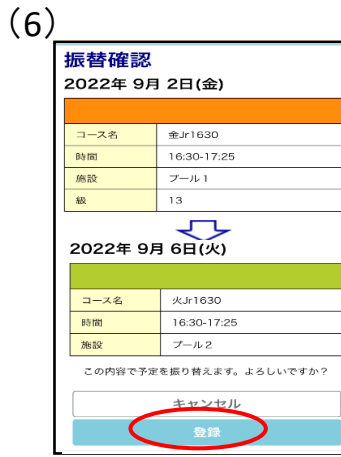 (6)
振替確認
2022年 9月 2日(金)
コース名 金Jr1630
時間 16:30-17:25
施設 プール1
級 13
2022年 9月 6日(火)
コース名 火Jr1630
時間 16:30-17:25
施設 プール2
この内容で予定を振り替えます。よろしいですか？
キャンセル
登録